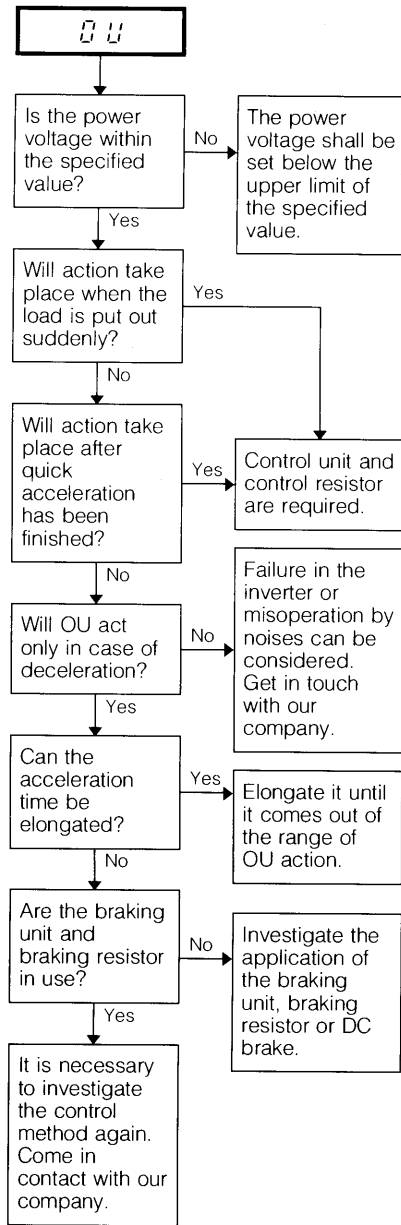 OU
Is the power
voltage within
the specified
value?
No
The power
voltage shall be
set below the
upper limit of
the specified
value.
Yes
Will action take
place when the
load is put out
suddenly?
Yes
No
Will action take
place after
quick
acceleration
has been
finished?
Yes
Control unit and
control resistor
are required.
No
Will OU act
only in case of
deceleration?
No
Failure in the
inverter or
misoperation by
noises can be
considered.
Get in touch
with our
company.
Yes
Can the
acceleration
time be
elongated?
Yes
Elongate it until
it comes out of
the range of
OU action.
No
Are the braking
unit and
braking resistor
in use?
No
Investigate the
application of
the braking
unit, braking
resistor or DC
brake.
Yes
It is necessary
to investigate
the control
method again.
Come in
contact with our
company.